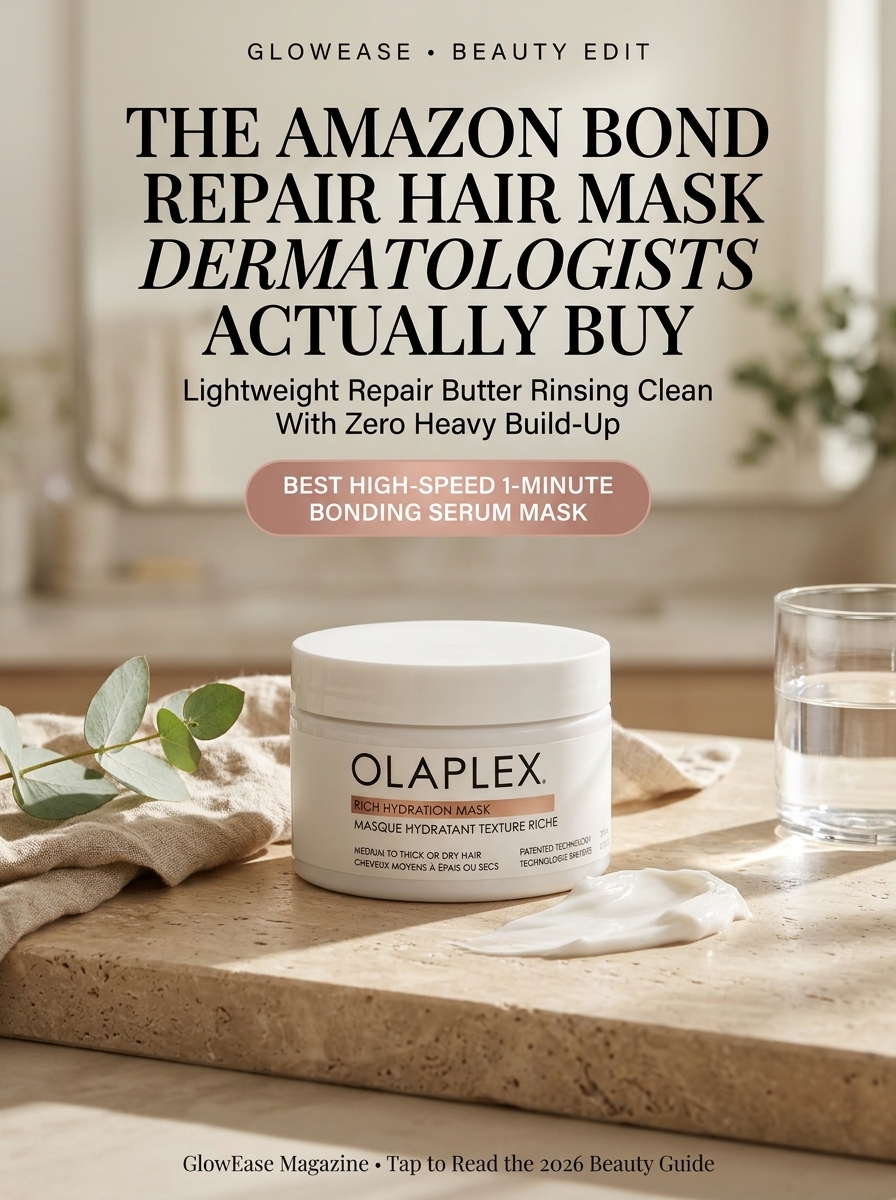 GLOWEASE • BEAUTY EDIT
THE AMAZON BOND
REPAIR HAIR MASK
DERMATOLOGISTS
ACTUALLY BUY
Lightweight Repair Butter Rinsing Clean
With Zero Heavy Build-Up
BEST HIGH-SPEED 1-MINUTE
BONDING SERUM MASK
OLAPLEX.
RICH HYDRATION MASK
MASQUE HYDRATANT TEXTURE RICHE
MEDIUM TO THICK OR DRY HAIR
CHEVEUX MOYENS À ÉPAIS OU SECS
PATENTED TECHNOLOGY
TECHNOLOGIE
GlowEase Magazine • Tap to Read the 2026 Beauty Guide